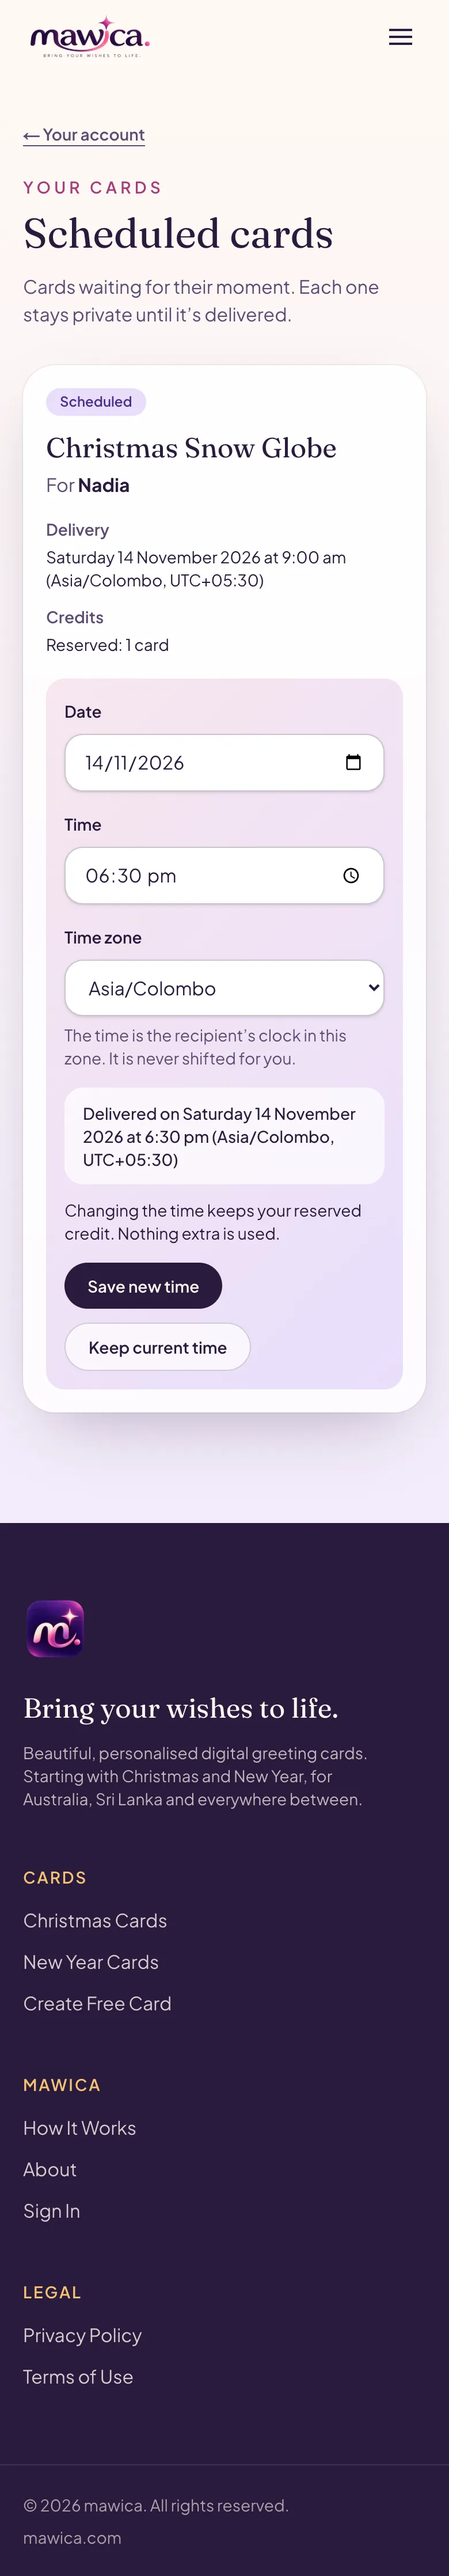 mawica.
BRING YOUR WISHES TO LIFE.
← Your account
YOUR CARDS
Scheduled cards
Cards waiting for their moment. Each one
stays private until it’s delivered.
Scheduled
Christmas Snow Globe
For Nadia
Delivery
Saturday 14 November 2026 at 9:00 am
(Asia/Colombo, UTC+05:30)
Credits
Reserved: 1 card
Date
14/11/2026
Time
06:30 pm
Time zone
Asia/Colombo
The time is the recipient’s clock in this
zone. It is never shifted for you.
Delivered on Saturday 14 November
2026 at 6:30 pm (Asia/Colombo,
UTC+05:30)
Changing the time keeps your reserved
credit. Nothing extra is used.
Save new time
Keep current time
m.
Bring your wishes to life.
Beautiful, personalised digital greeting cards.
Starting with Christmas and New Year, for
Australia, Sri Lanka and everywhere between.
CARDS
Christmas Cards
New Year Cards
Create Free Card
MAWICA
How It Works
About
Sign In
LEGAL
Privacy Policy
Terms of Use
© 2026 mawica. All rights reserved.
mawica.com